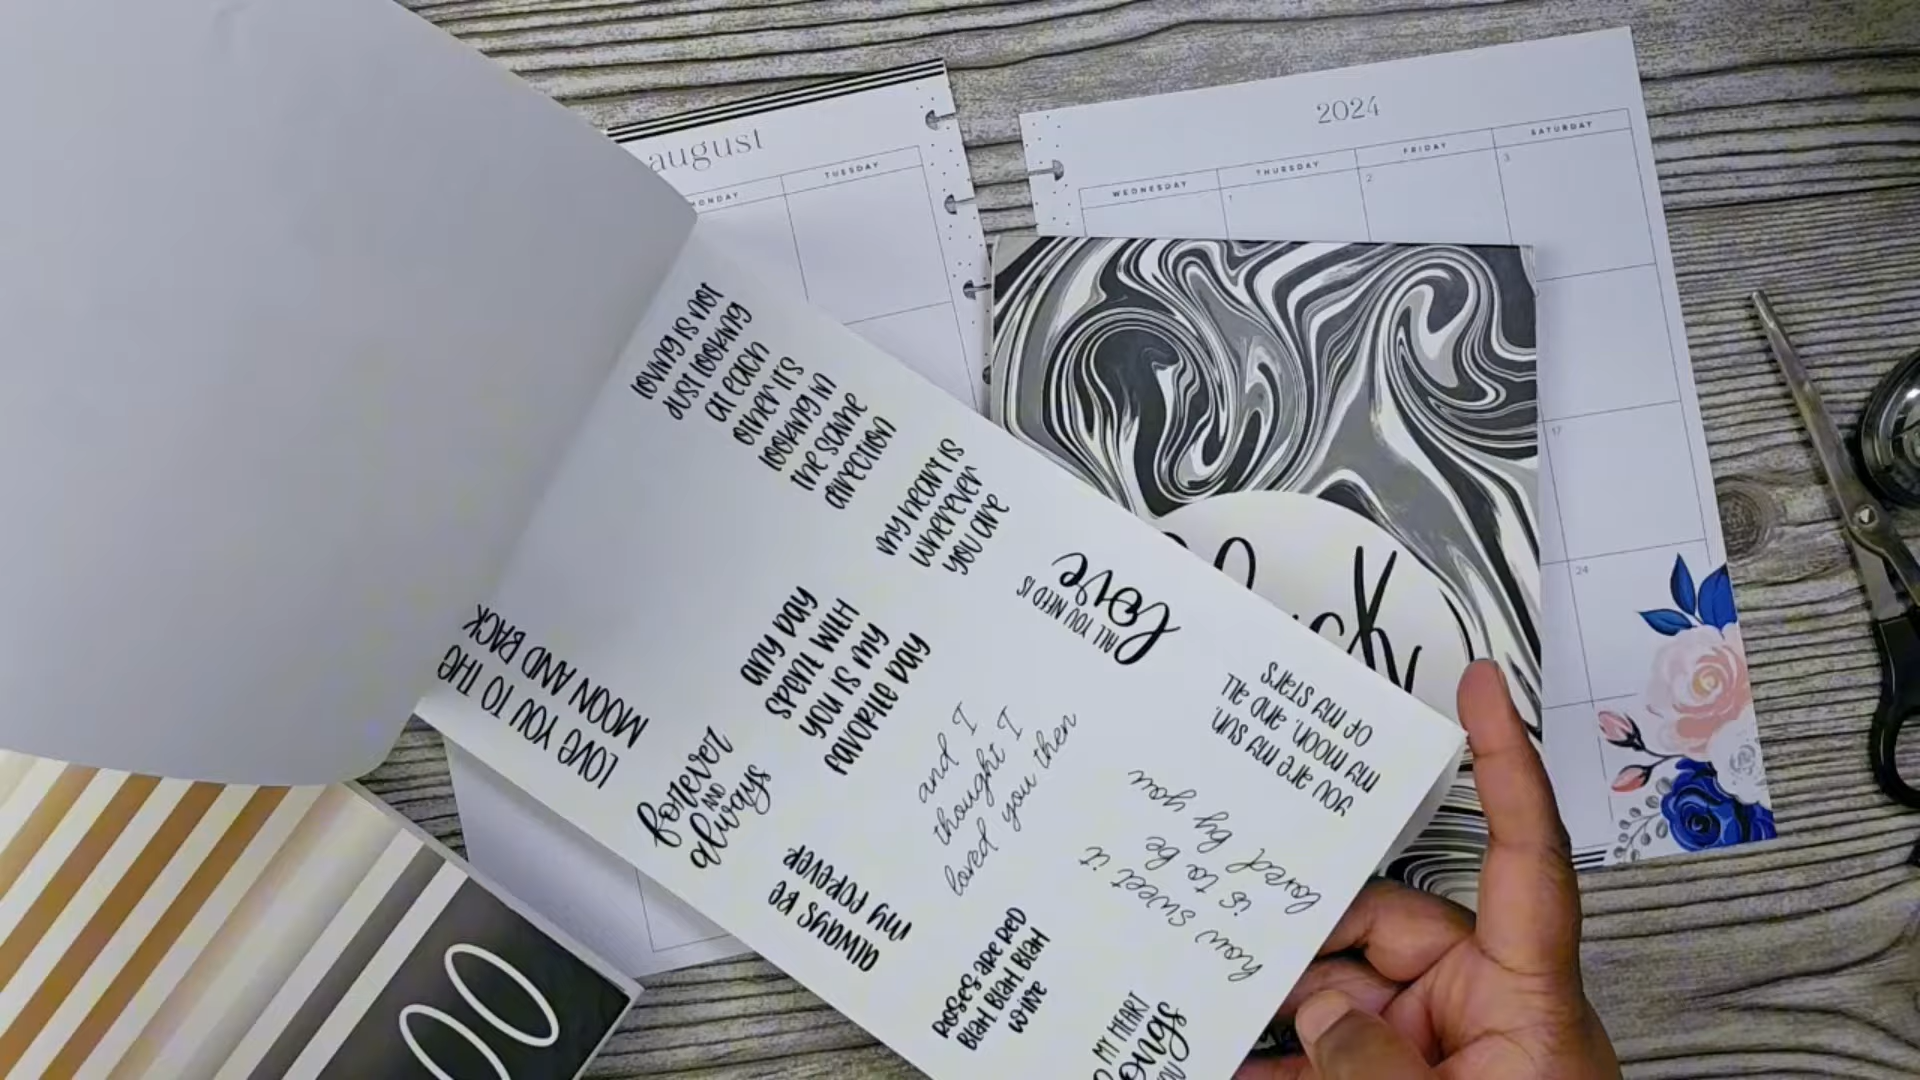 august
MONDAY
TUESDAY
2024
WEDNESDAY
THURSDAY
FRIDAY
SATURDAY
1
2
3
17
24
loving is not
just looking
at each
other it's
looking in
the same
direction
my heart is
wherever
you are
ALL YOU NEED IS
love
any day
spent with
you is my
favorite day
LOVE YOU TO THE
MOON AND BACK
forever
AND
always
and I
thought I
loved you then
you are my sun,
my moon, and all
of my stars
how sweet it
is to be
loved by you
always be
my forever
Roses are red
Blah Blah Blah
wine
MY HEART